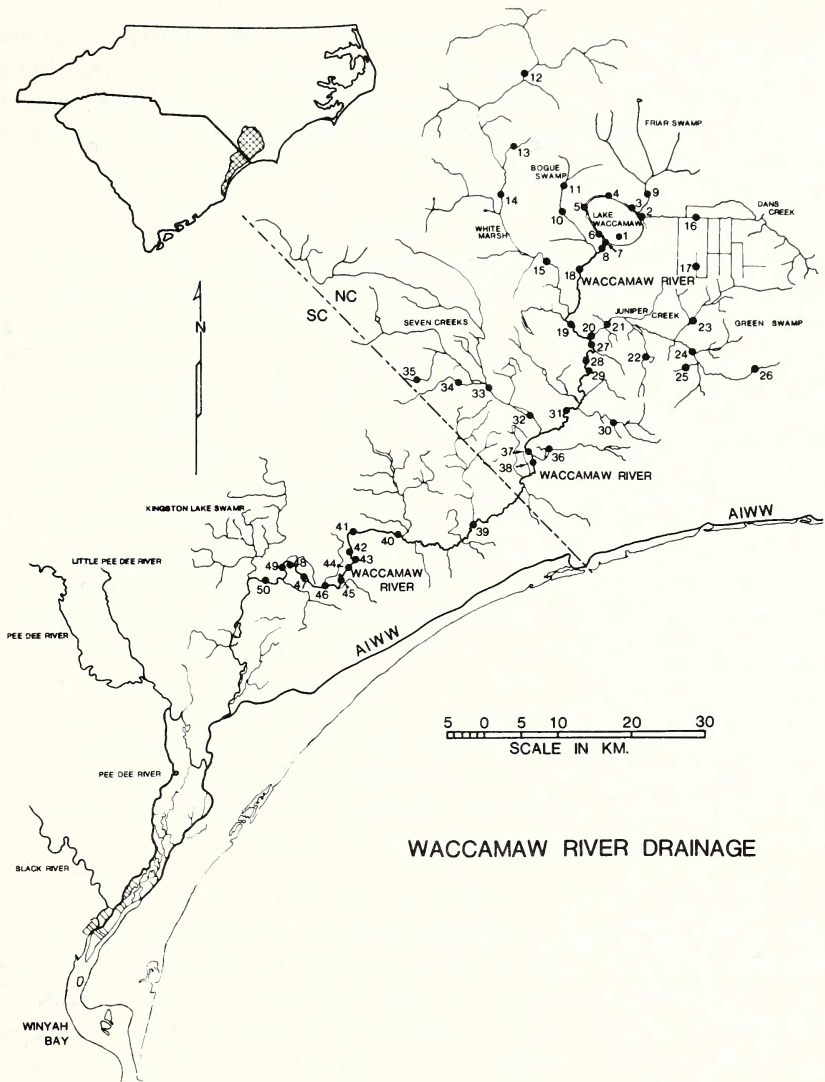 12
FRIAR SWAMP
13
BOGUE
SWAMP
11
4
9
14
5
3
2
DANS
CREEK
LAKE
WACCAMAW
10
16
WHITE
MARSH
6
1
7
8
15
18
17
WACCAMAW RIVER
NC
SC
N
SEVEN CREEKS
JUNIPER CREEK
19
20
21
23
GREEN SWAMP
27
22
24
28
25
26
29
35
34
33
32
31
30
37
36
38
WACCAMAW RIVER
KINGSTON LAKE SWAMP
AIWW
39
41
40
42
LITTLE PEE DEE RIVER
43
44
49
48
WACCAMAW
RIVER
50
47
46
45
PEE DEE RIVER
AIWW
5 0 5 10 20 30
SCALE IN KM.
PEE DEE RIVER
WACCAMAW RIVER DRAINAGE
BLACK RIVER
WINYAH
BAY